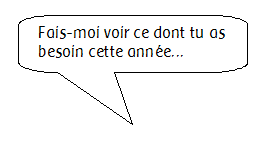 Fais-moi voir ce dont tu as
besoin cette année...